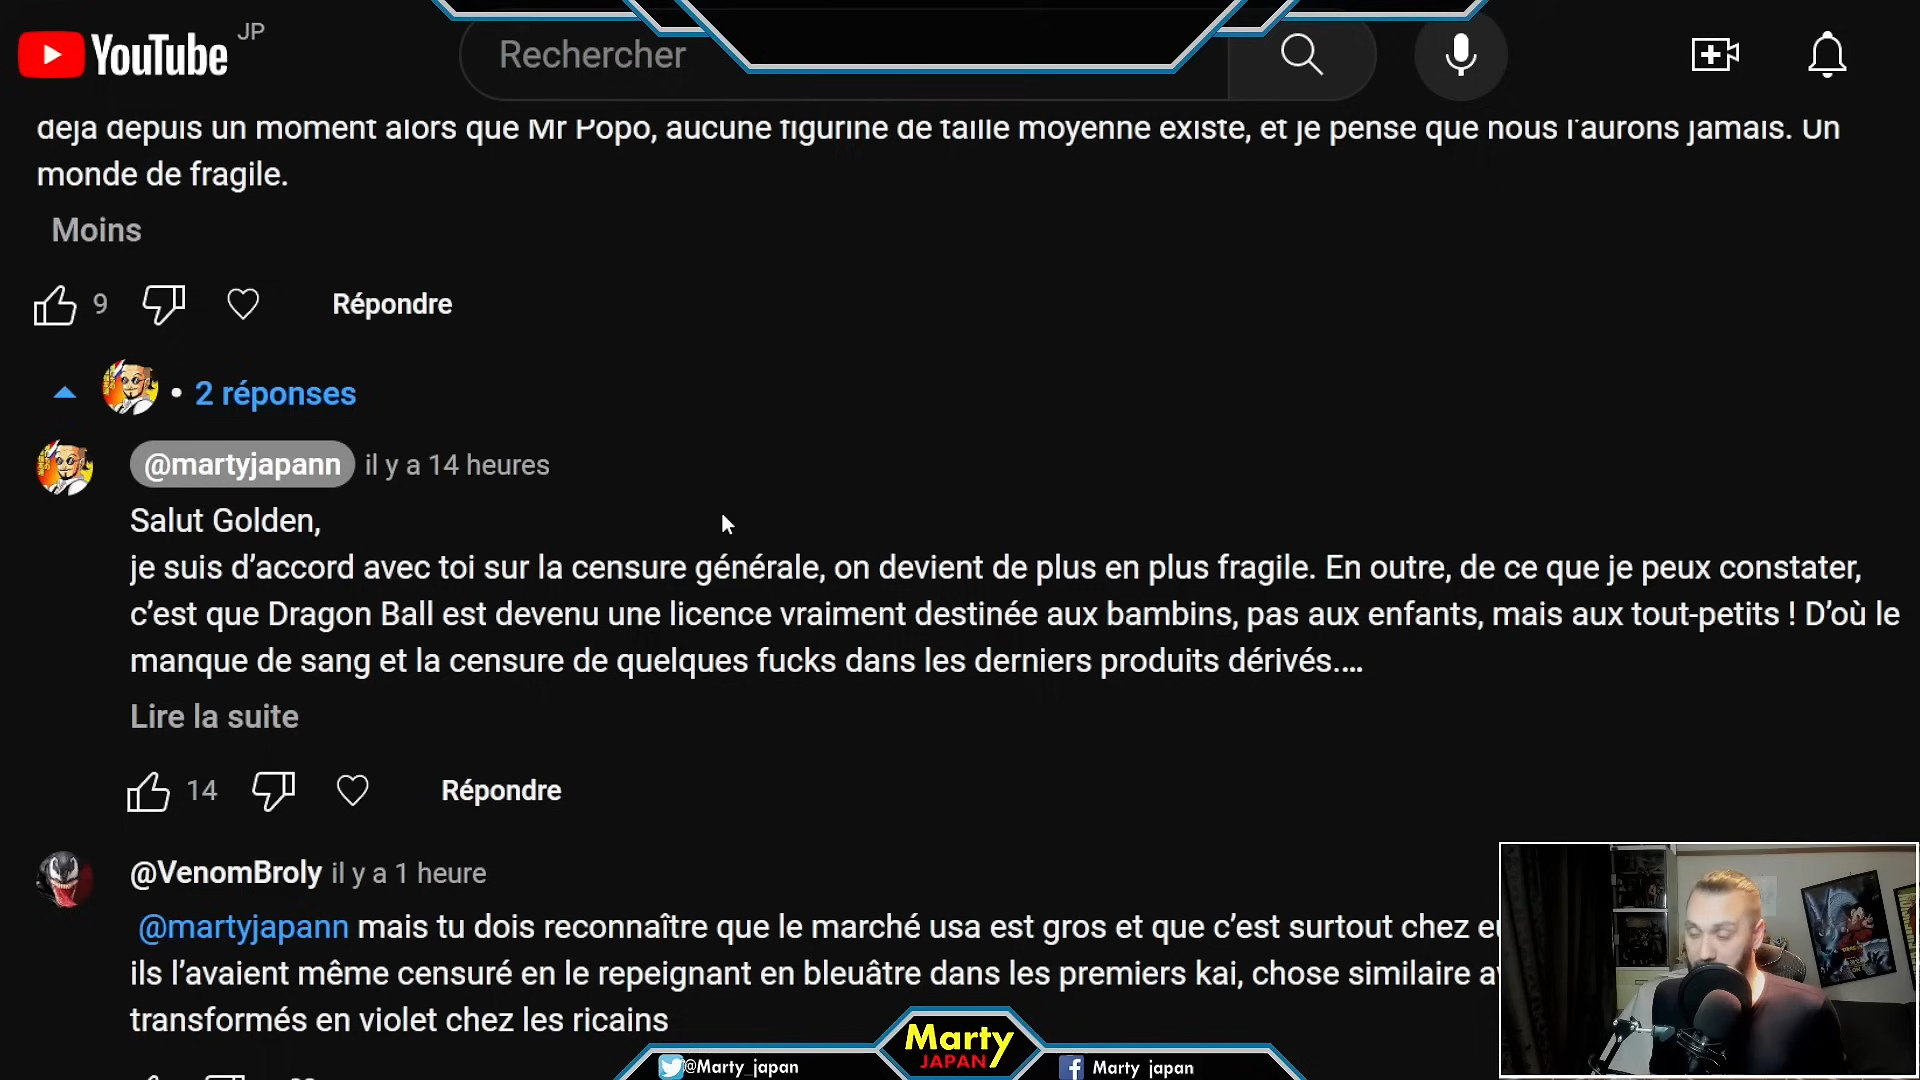 YouTube JP
Rechercher
déjà depuis un moment alors que Mr Popo, aucune figurine de taille moyenne existe, et je pense que nous l'aurons jamais. Un
monde de fragile.
Moins
9 Répondre
• 2 réponses
@martyjapann il y a 14 heures
Salut Golden,
je suis d’accord avec toi sur la censure générale, on devient de plus en plus fragile. En outre, de ce que je peux constater,
c’est que Dragon Ball est devenu une licence vraiment destinée aux bambins, pas aux enfants, mais aux tout-petits ! D’où le
manque de sang et la censure de quelques fucks dans les derniers produits dérivés.…
Lire la suite
14 Répondre
@VenomBroly il y a 1 heure
@martyjapann mais tu dois reconnaître que le marché usa est gros et que c’est surtout chez
ils l’avaient même censuré en le repeignant en bleuâtre dans les premiers kai, chose similaire
transformés en violet chez les ricains
Marty
JAPAN
@Marty_japan
Marty japan